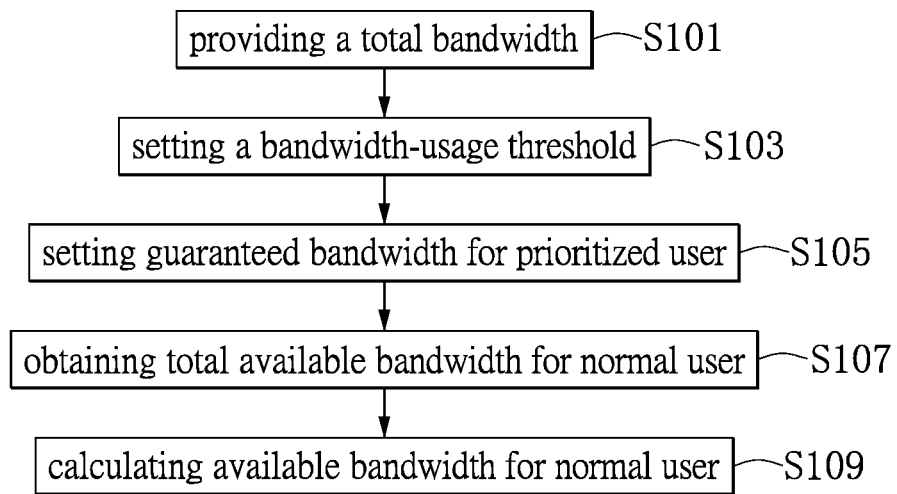 providing a total bandwidth S101
setting a bandwidth-usage threshold S103
setting guaranteed bandwidth for prioritized user S105
obtaining total available bandwidth for normal user S107
calculating available bandwidth for normal user S109